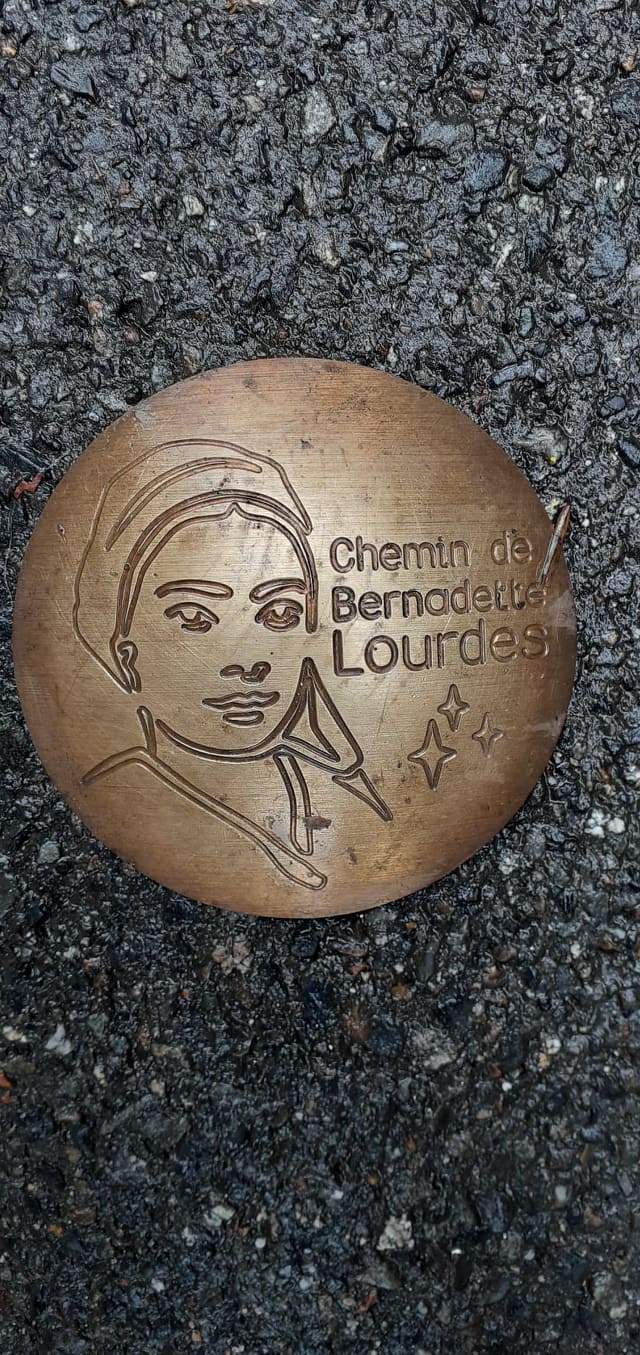 Chemin de
Bernadette
Lourdes